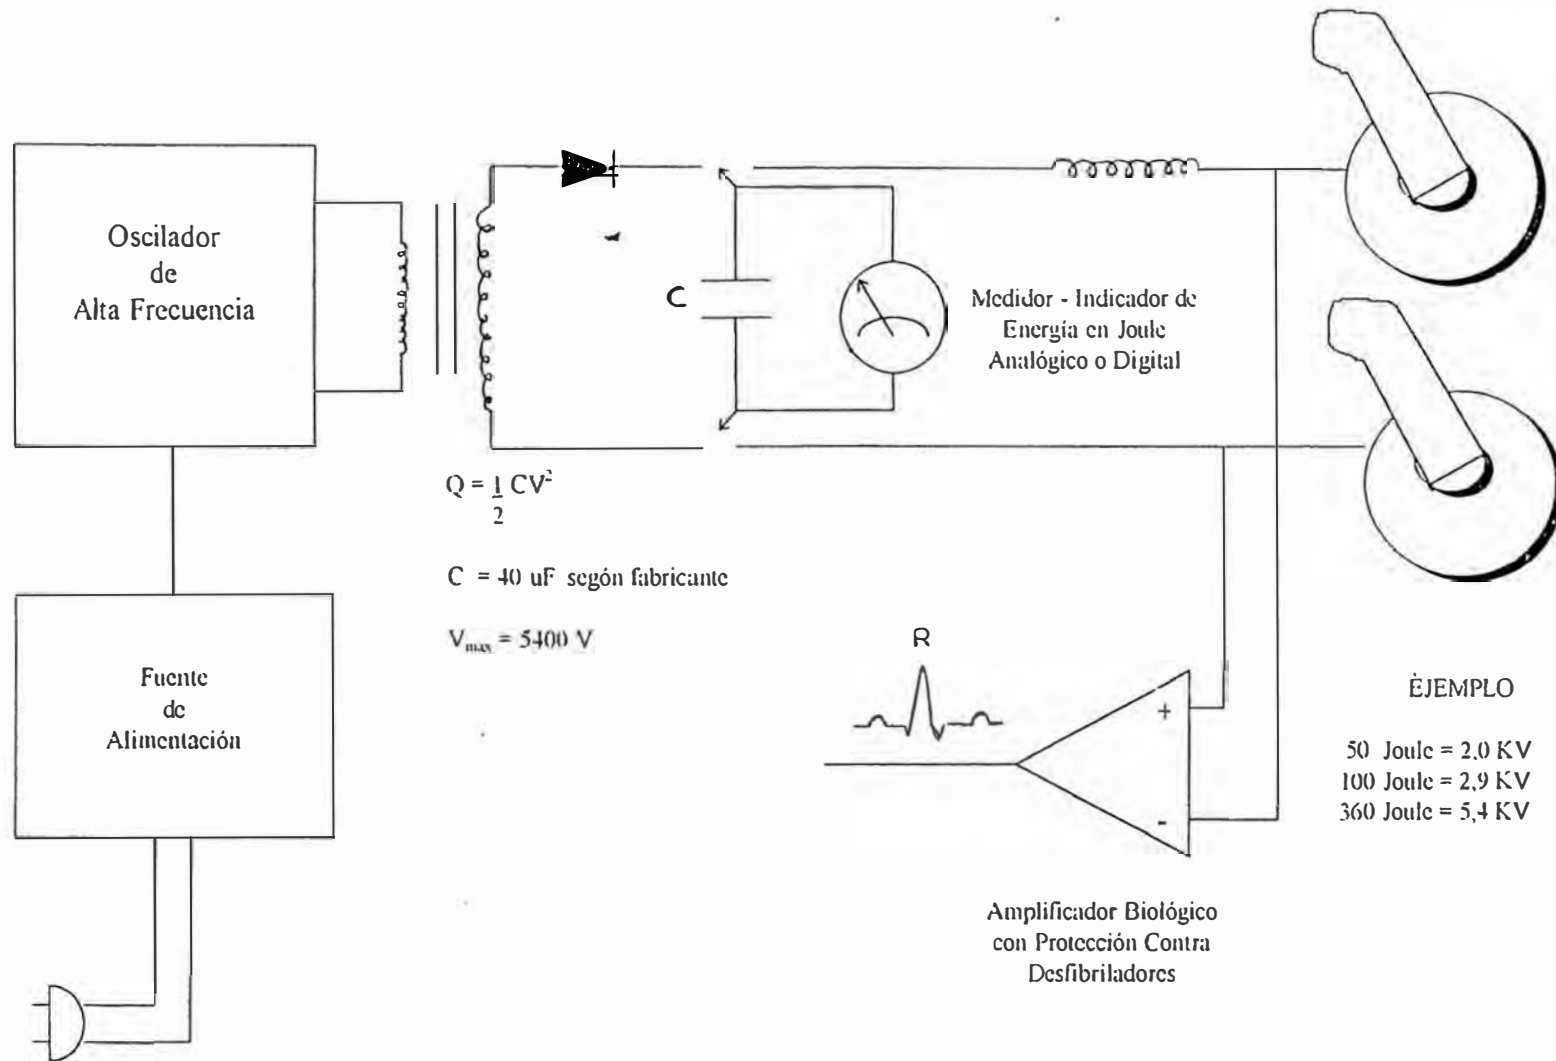 Oscilador
de
Alta Frecuencia
C
Medidor - Indicador de
Energía en Joule
Analógico o Digital
Q = 1/2 CV²
C = 40 uF segón fabricante
Vmax = 5400 V
Fuente
de
Alimentación
R
+
-
EJEMPLO
50 Joule = 2,0 KV
100 Joule = 2,9 KV
360 Joule = 5,4 KV
Amplificador Biológico
con Protección Contra
Desfibriladores